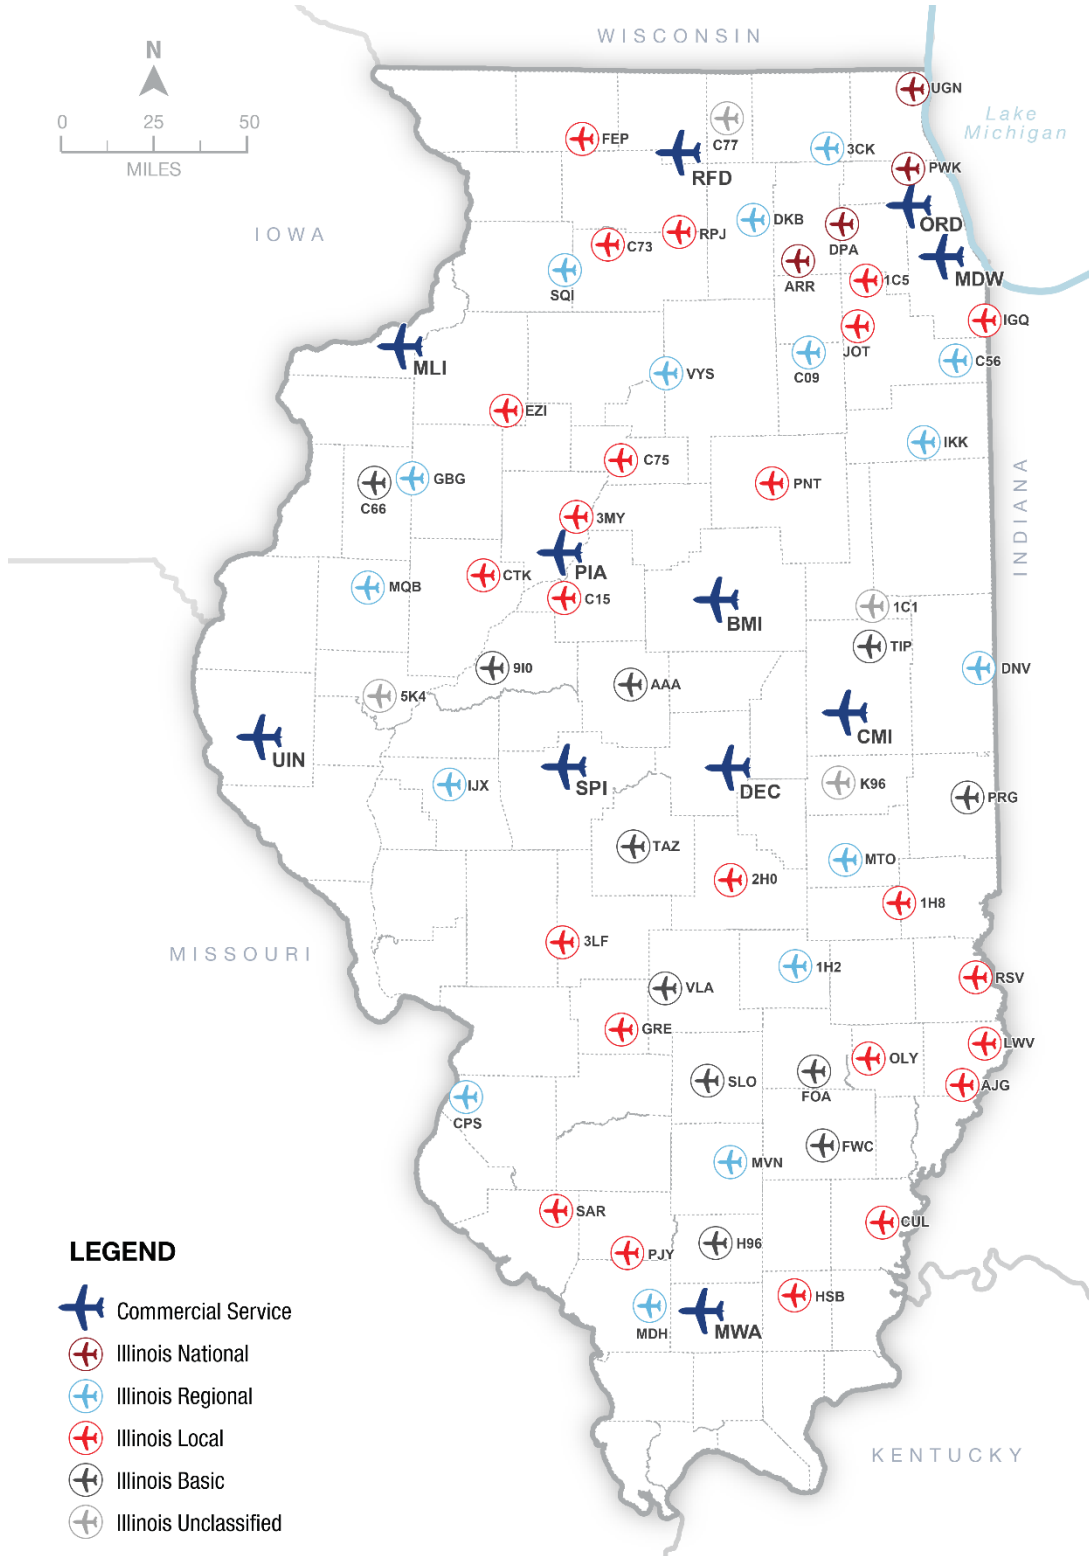 WISCONSIN
N
0 25 50
MILES
UGN
Lake
Michigan
C77
FEP
3CK
RFD
PWK
ORD
DKB
RPJ
IOWA
C73
DPA
MDW
ARR
1C5
SQI
IGQ
MLI
JOT
C56
C09
VYS
EZI
IKK
C75
GBG
PNT
C66
INDIANA
3MY
PIA
CTK
MQB
C15
1C1
BMI
TIP
9I0
DNV
AAA
5K4
CMI
UIN
SPI
DEC
IJX
K96
PRG
TAZ
MTO
2H0
1H8
3LF
MISSOURI
1H2
RSV
VLA
GRE
LWV
OLY
SLO
AJG
FOA
CPS
FWC
MVN
SAR
CUL
H96
PJY
HSB
MDH
MWA
KENTUCKY
LEGEND
Commercial Service
Illinois National
Illinois Regional
Illinois Local
Illinois Basic
Illinois Unclassified